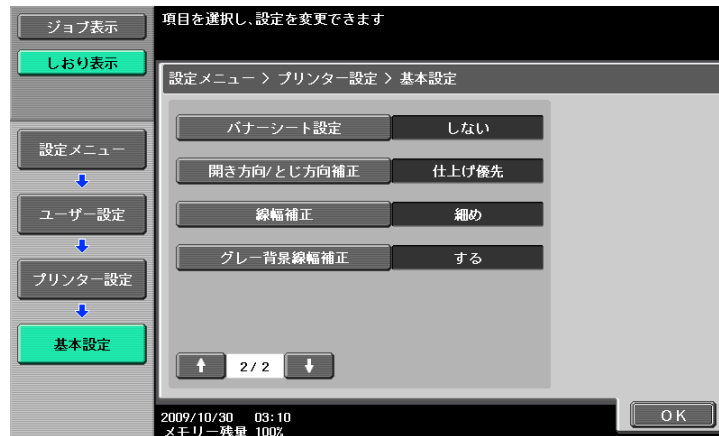 ジョブ表示
しおり表示
項目を選択し、設定を変更できます
設定メニュー > プリンター設定 > 基本設定
設定メニュー
ユーザー設定
プリンター設定
基本設定
バナーシート設定 しない
開き方向/とじ方向補正 仕上げ優先
線幅補正 細め
グレー背景線幅補正 する
2/2
2009/10/30 03:10
メモリー残量 100%
OK